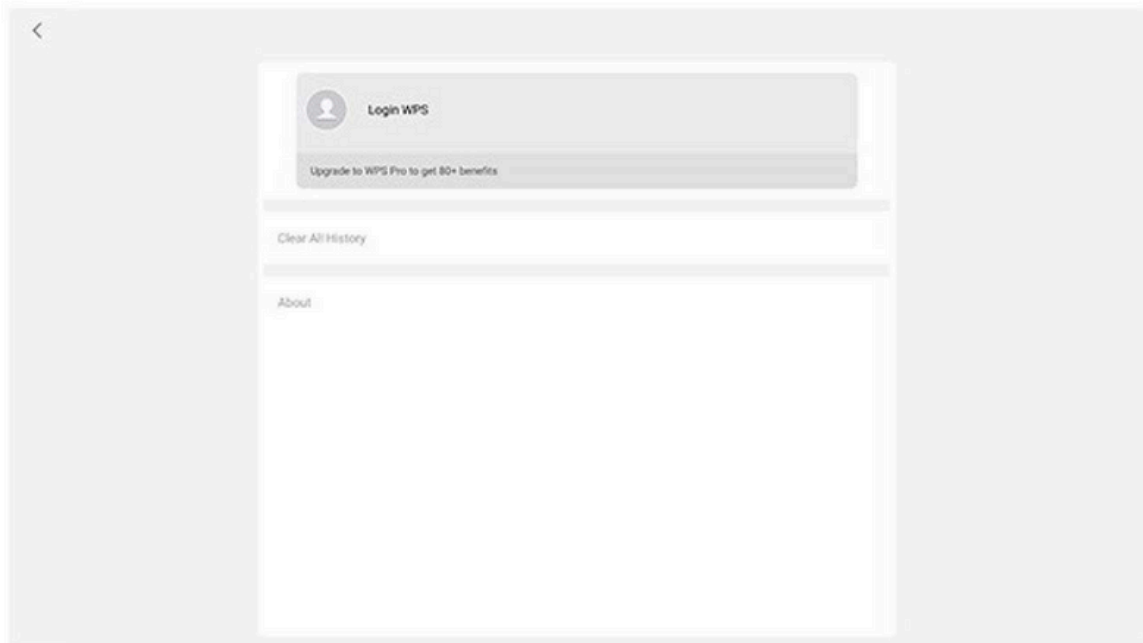 Login WPS
Upgrade to WPS Pro to get 80+ benefits
Clear All History
About